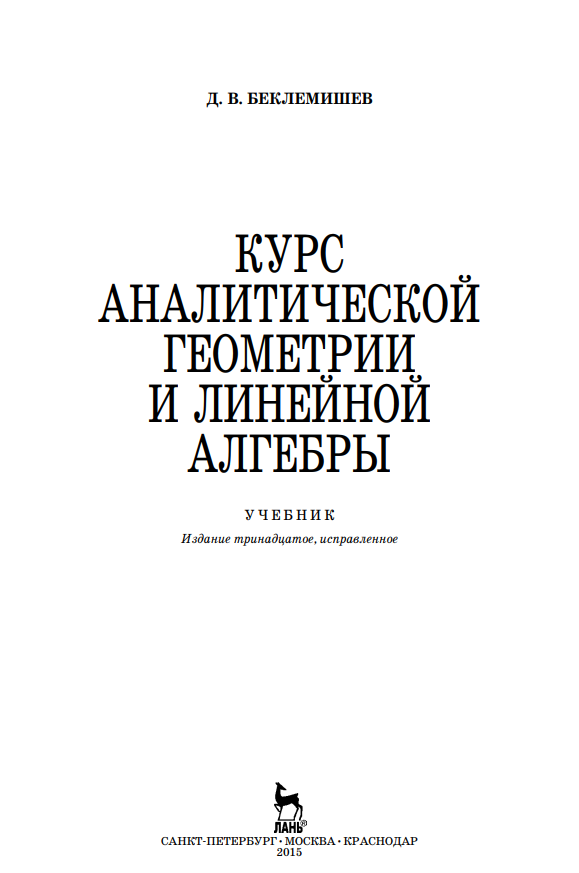 Д. В. БЕКЛЕМИШЕВ
КУРС
АНАЛИТИЧЕСКОЙ
ГЕОМЕТРИИ
И ЛИНЕЙНОЙ
АЛГЕБРЫ
УЧЕБНИК
Издание тринадцатое, исправленное
ЛАНЬ®
САНКТ-ПЕТЕРБУРГ · МОСКВА · КРАСНОДАР
2015